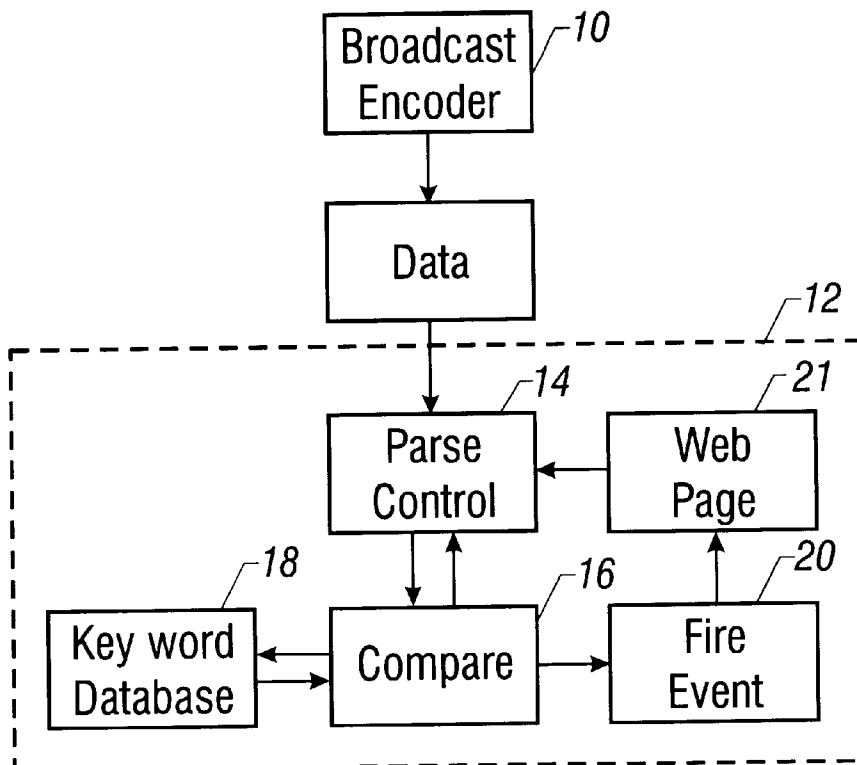 10
Broadcast
Encoder
Data
12
14
21
Parse
Control
Web
Page
18
16
20
Key word
Database
Compare
Fire
Event